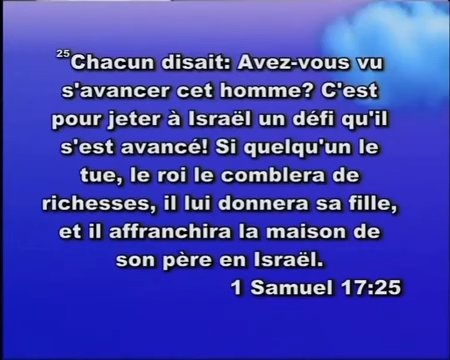 25Chacun disait: Avez-vous vu
s'avancer cet homme? C'est
pour jeter à Israël un défi qu'il
s'est avancé! Si quelqu'un le
tue, le roi le comblera de
richesses, il lui donnera sa fille,
et il affranchira la maison de
son père en Israël.
1 Samuel 17:25